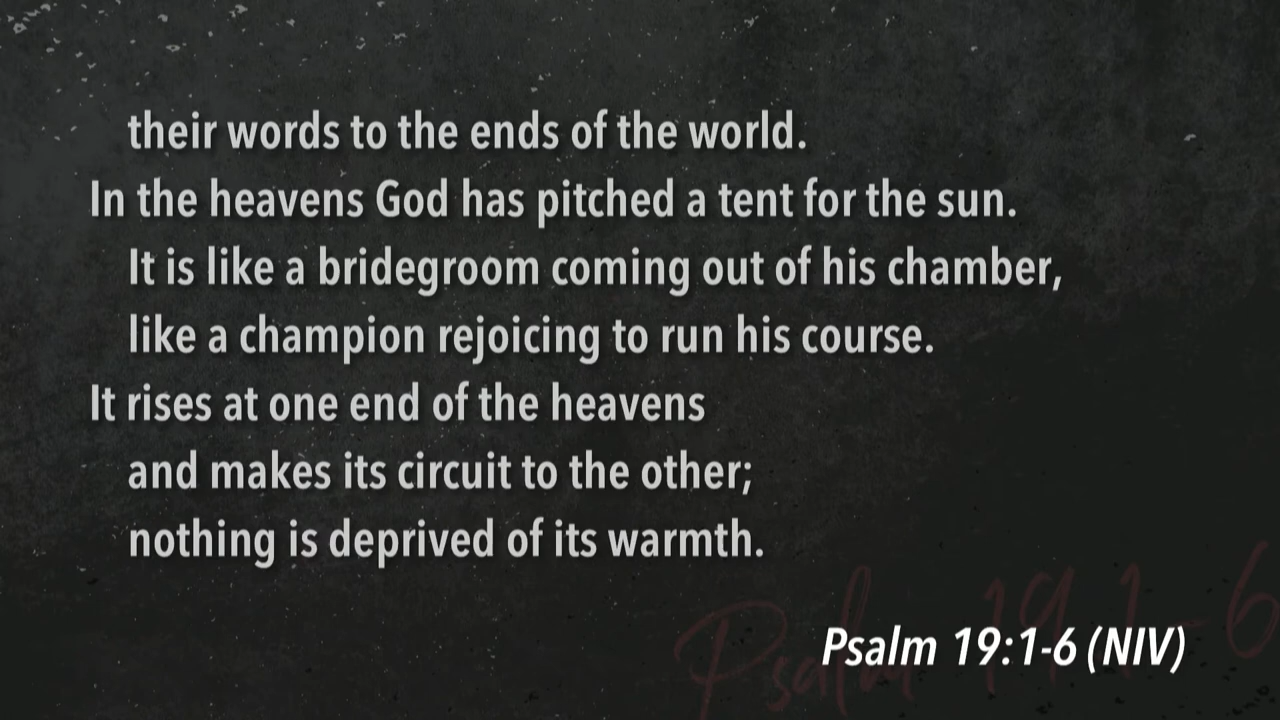 their words to the ends of the world.
In the heavens God has pitched a tent for the sun.
It is like a bridegroom coming out of his chamber,
like a champion rejoicing to run his course.
It rises at one end of the heavens
and makes its circuit to the other;
nothing is deprived of its warmth.
Psalm 19:1-6
Psalm 19:1-6 (NIV)